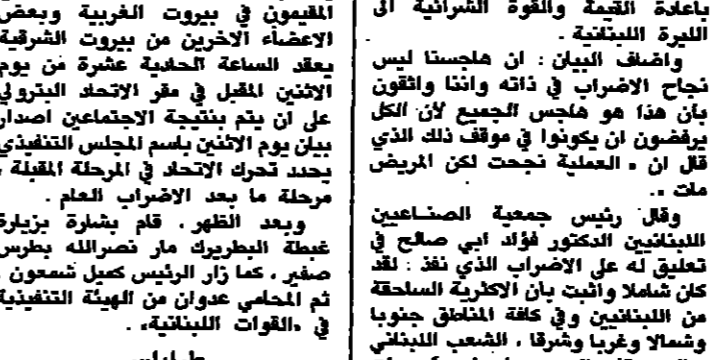 باعادة القيمة والقوة الشرائية الى
الليرة اللبنانية .
واضاف البيان : ان هاجسنا ليس
نجاح الاضراب في ذاته واننا واثقون
بأن هذا هو هاجس الجميع لأن الكل
يرفضون ان يكونوا في موقف ذلك الذي
قال ان « العملية نجحت لكن المريض
مات » .
وقال رئيس جمعية الصناعيين
اللبنانيين الدكتور فؤاد ابي صالح في
تعليق له على الاضراب الذي نفذ : لقد
كان شاملا واثبت بأن الاكثرية الساحقة
من اللبنانيين وفي كافة المناطق جنوبا
وشمالا وغربا وشرقا ، الشعب اللبناني
المقيمون في بيروت الغربية وبعض
الاعضاء الاخرين من بيروت الشرقية
يعقد الساعة الحادية عشرة من يوم
الاثنين المقبل في مقر الاتحاد البترولي
على ان يتم بنتيجة الاجتماعين اصدار
بيان يوم الاثنين باسم المجلس التنفيذي
يحدد تحرك الاتحاد في المرحلة المقبلة ،
مرحلة ما بعد الاضراب العام .
وبعد الظهر ، قام بشارة بزيارة
غبطة البطريرك مار نصرالله بطرس
صفير ، كما زار الرئيس كميل شمعون ،
ثم المحامي عدوان من الهيئة التنفيذية
في «القوات اللبنانية» .